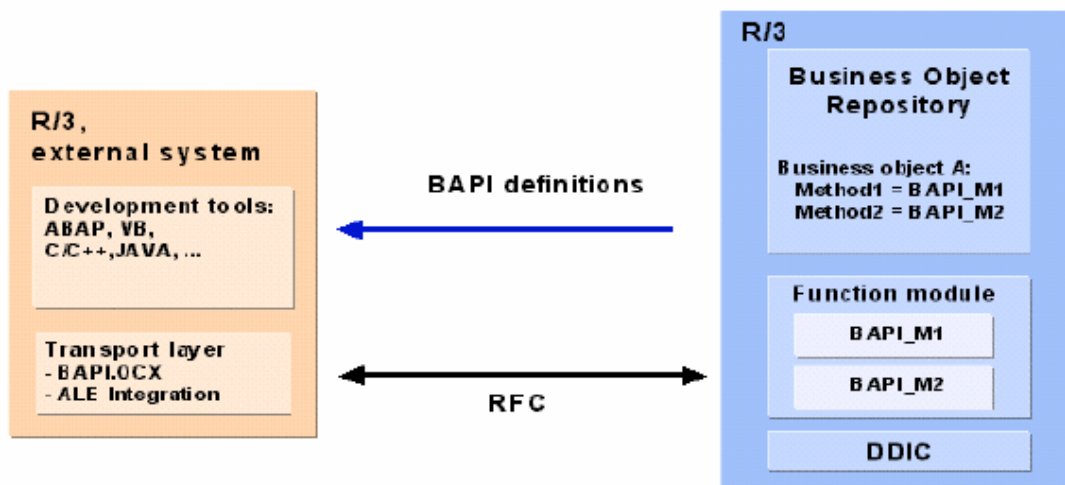 R/3,
external system
Development tools:
ABAP, VB,
C/C++,JAVA, ...
Transport layer
- BAPI.OCX
- ALE Integration
BAPI definitions
RFC
R/3
Business Object
Repository
Business object A:
Method1 = BAPI_M1
Method2 = BAPI_M2
Function module
BAPI_M1
BAPI_M2
DDIC